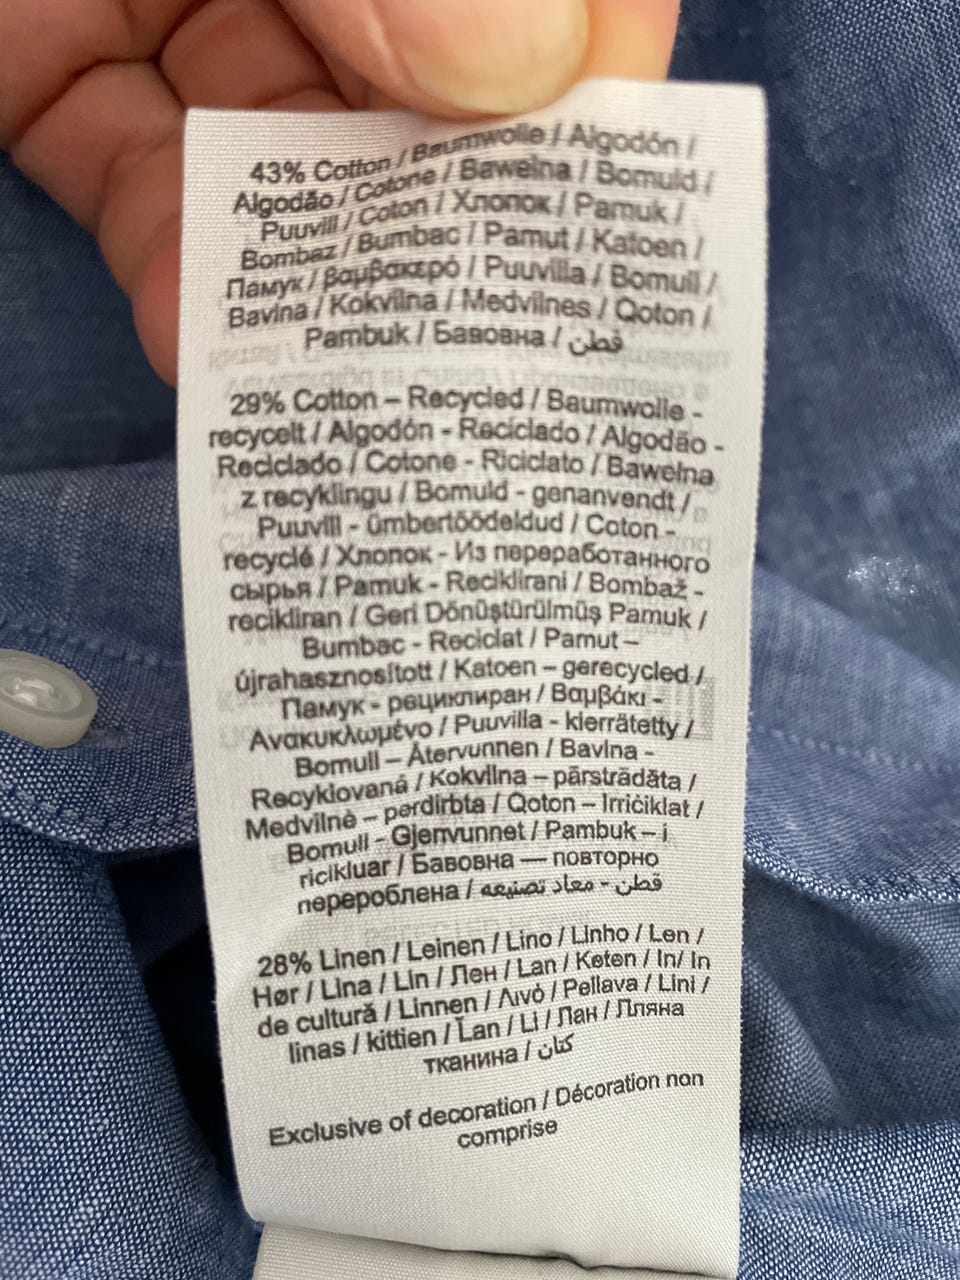 43% Cotton / Baumwolle / Algodón /
Algodão / Cotone / Bawełna / Bomuld /
Puuvill / Coton / Хлопок / Pamuk /
Bombaz / Bumbac / Pamut / Katoen /
Памук / βαμβακερό / Puuvilla / Bomull /
Bavlna / Kokvilna / Medvilnes / Qoton /
Pambuk / Бавовна / قطن
29% Cotton – Recycled / Baumwolle -
recycelt / Algodón - Reciclado / Algodão -
Reciclado / Cotone - Riciclato / Bawełna
z recyklingu / Bomuld - genanvendt /
Puuvill - ümbertöödeldud / Coton -
recyclé / Хлопок - Из переработанного
сырья / Pamuk - Reciklirani / Bombaž -
recikliran / Geri Dönüştürülmüş Pamuk /
Bumbac - Reciclat / Pamut –
újrahasznosított / Katoen – gerecycled /
Памук - рециклиран / Βαμβάκι -
Ανακυκλωμένο / Puuvilla - kierrätetty /
Bomull – Återvunnen / Bavlna -
Recyklovaná / Kokvilna – pārstrādāta /
Medvilnė – perdirbta / Qoton – Irriċiklat /
Bomull - Gjenvunnet / Pambuk – i
ricikluar / Бавовна — повторно
перероблена / قطن - معاد تصنيعه
28% Linen / Leinen / Lino / Linho / Len /
Hør / Lina / Lin / Лен / Lan / Keten / In/ In
de cultură / Linnen / Λινό / Pellava / Lini /
linas / kittien / Lan / LI / Лан / Лляна
тканина / كتان
Exclusive of decoration / Décoration non
comprise